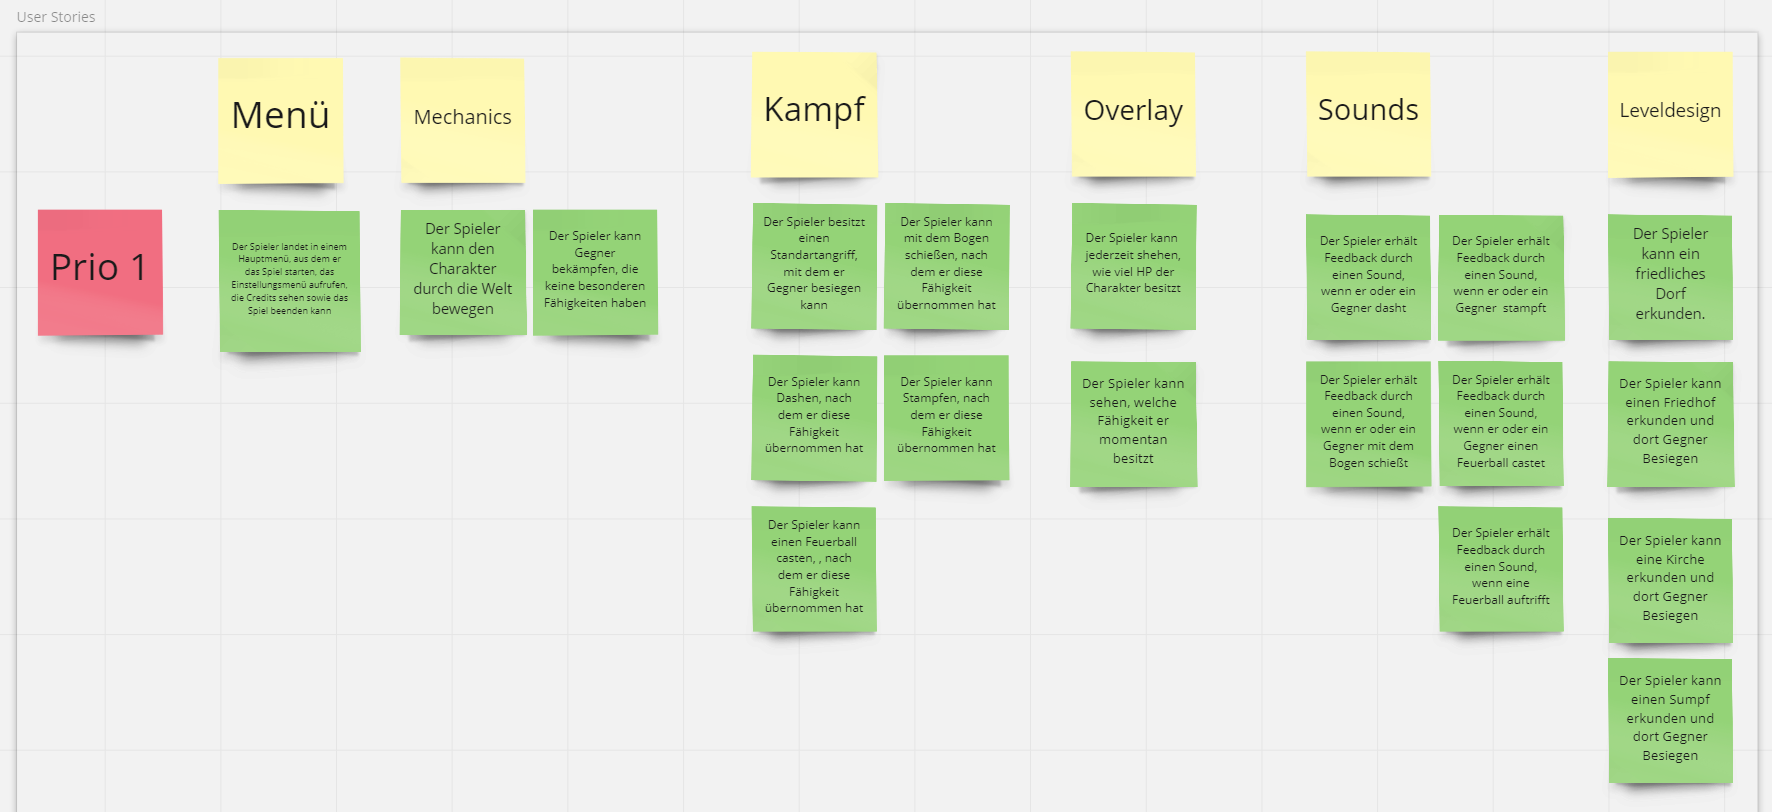 User Stories
Menü
Mechanics
Kampf
Overlay
Sounds
Leveldesign
Prio 1
Der Spieler landet in einem
Hauptmenü, aus dem er
das Spiel starten, das
Einstellungsmenü aufrufen,
die Credits sehen sowie das
Spiel beenden kann
Der Spieler
kann den
Charakter
durch die Welt
bewegen
Der Spieler kann
Gegner
bekämpfen, die
keine besonderen
Fähigkeiten haben
Der Spieler besitzt
einen
Standartangriff,
mit dem er
Gegner besiegen
kann
Der Spieler kann
mit dem Bogen
schießen, nach
dem er diese
Fähigkeit
übernommen hat
Der Spieler kann
Dashen, nach
dem er diese
Fähigkeit
übernommen hat
Der Spieler kann
Stampfen, nach
dem er diese
Fähigkeit
übernommen hat
Der Spieler kann
einen Feuerball
casten, , nach
dem er diese
Fähigkeit
übernommen hat
Der Spieler kann
jederzeit shehen,
wie viel HP der
Charakter besitzt
Der Spieler kann
sehen, welche
Fähigkeit er
momentan
besitzt
Der Spieler erhält
Feedback durch
einen Sound,
wenn er oder ein
Gegner dasht
Der Spieler erhält
Feedback durch
einen Sound,
wenn er oder ein
Gegner  stampft
Der Spieler erhält
Feedback durch
einen Sound,
wenn er oder ein
Gegner mit dem
Bogen schießt
Der Spieler erhält
Feedback durch
einen Sound,
wenn er oder ein
Gegner einen
Feuerball castet
Der Spieler erhält
Feedback durch
einen Sound,
wenn eine
Feuerball auftrifft
Der Spieler
kann ein
friedliches
Dorf
erkunden.
Der Spieler kann
einen Friedhof
erkunden und
dort Gegner
Besiegen
Der Spieler kann
eine Kirche
erkunden und
dort Gegner
Besiegen
Der Spieler kann
einen Sumpf
erkunden und
dort Gegner
Besiegen